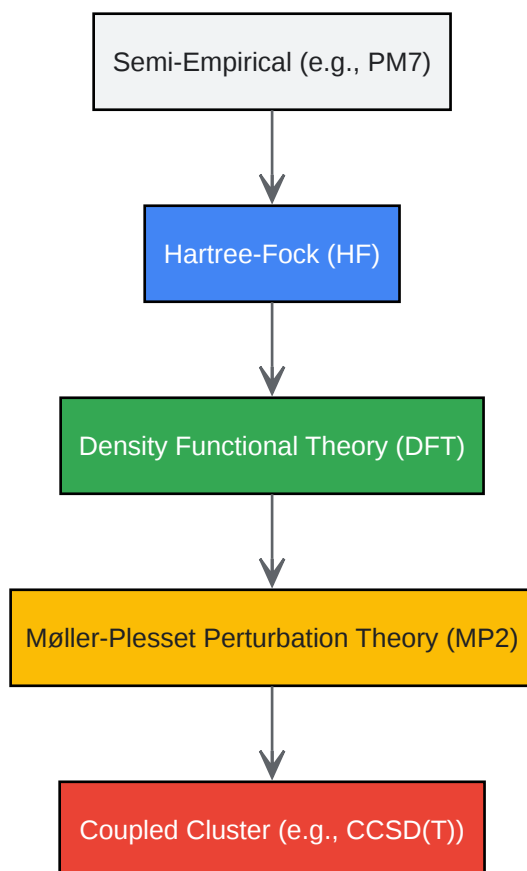 Semi-Empirical (e.g., PM7)
Hartree-Fock (HF)
Density Functional Theory (DFT)
Møller-Plesset Perturbation Theory (MP2)
Coupled Cluster (e.g., CCSD(T))